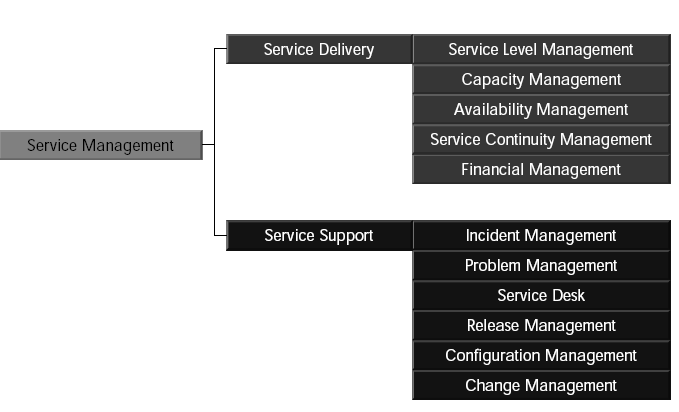 Service Management
Service Delivery
Service Level Management
Capacity Management
Availability Management
Service Continuity Management
Financial Management
Service Support
Incident Management
Problem Management
Service Desk
Release Management
Configuration Management
Change Management